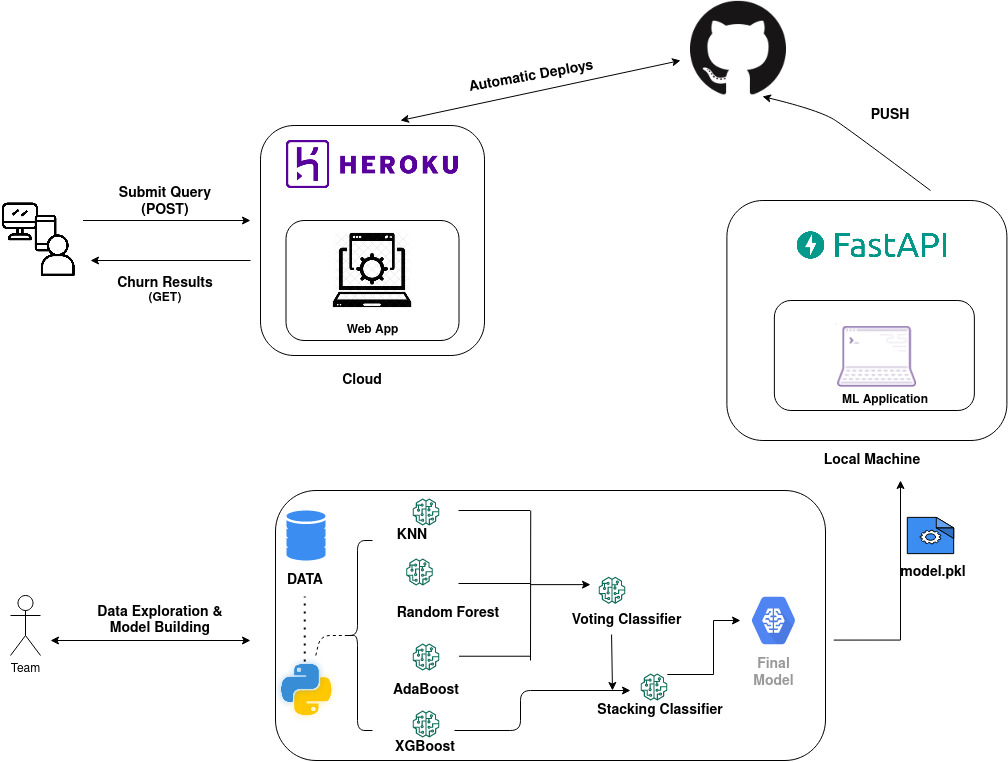 Automatic Deploys
PUSH
HEROKU
Submit Query
(POST)
Churn Results
(GET)
Web App
Cloud
FastAPI
ML Application
Local Machine
model.pkl
Team
Data Exploration &
Model Building
DATA
KNN
Random Forest
AdaBoost
XGBoost
Voting Classifier
Stacking Classifier
Final
Model